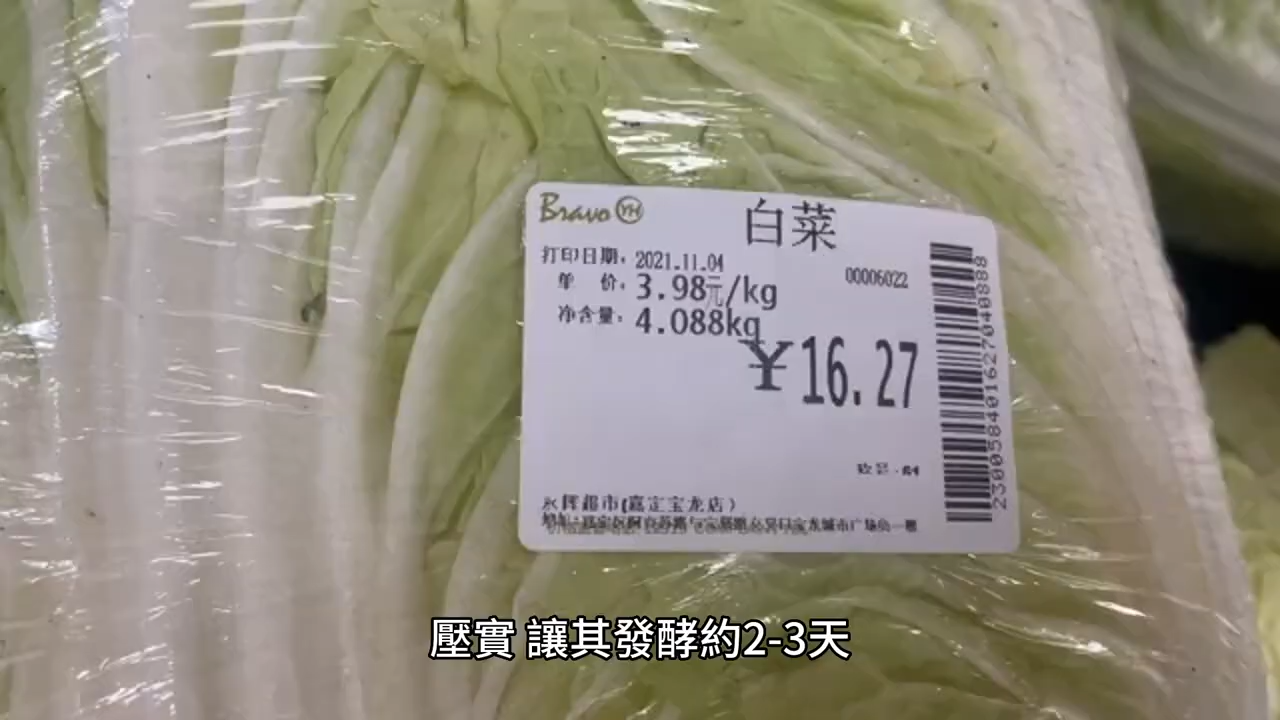 Bravo YH
白菜
打印日期: 2021.11.04
00006022
单 价: 3.98元/kg
净含量: 4.088kg
¥16.27
230058401627040888
永辉超市(嘉定宝龙店)
壓實 讓其發酵約2-3天